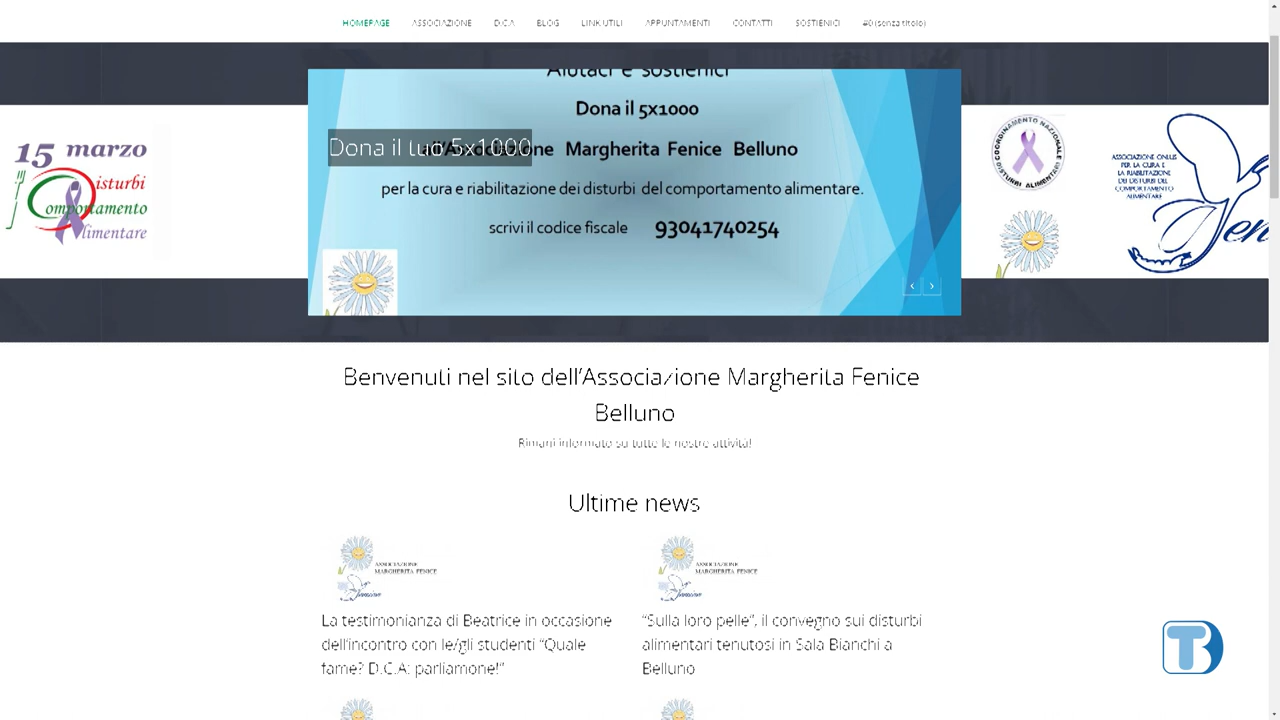 HOMEPAGE ASSOCIAZIONE D.C.A BLOG LINK UTILI APPUNTAMENTI CONTATTI SOSTIENICI #0 (senza titolo)
Aiutaci e sostienici
Dona il 5x1000
Dona il tuo 5x1000
Associazione Margherita Fenice Belluno
per la cura e riabilitazione dei disturbi del comportamento alimentare.
scrivi il codice fiscale 93041740254
15 marzo
Disturbi
Comportamento
Alimentare
COORDINAMENTO NAZIONALE
DISTURBI ALIMENTARI
ASSOCIAZIONE ONLUS
PER LA CURA E
LA RIABILITAZIONE
DEI DISTURBI DEL
COMPORTAMENTO
ALIMENTARE
Benvenuti nel sito dell'Associazione Margherita Fenice
Belluno
Rimani informato su tutte le nostre attività!
Ultime news
ASSOCIAZIONE
MARGHERITA FENICE
La testimonianza di Beatrice in occasione
dell'incontro con le/gli studenti "Quale
fame? D.C.A: parliamone!"
ASSOCIAZIONE
MARGHERITA FENICE
"Sulla loro pelle", il convegno sui disturbi
alimentari tenutosi in Sala Bianchi a
Belluno
TB